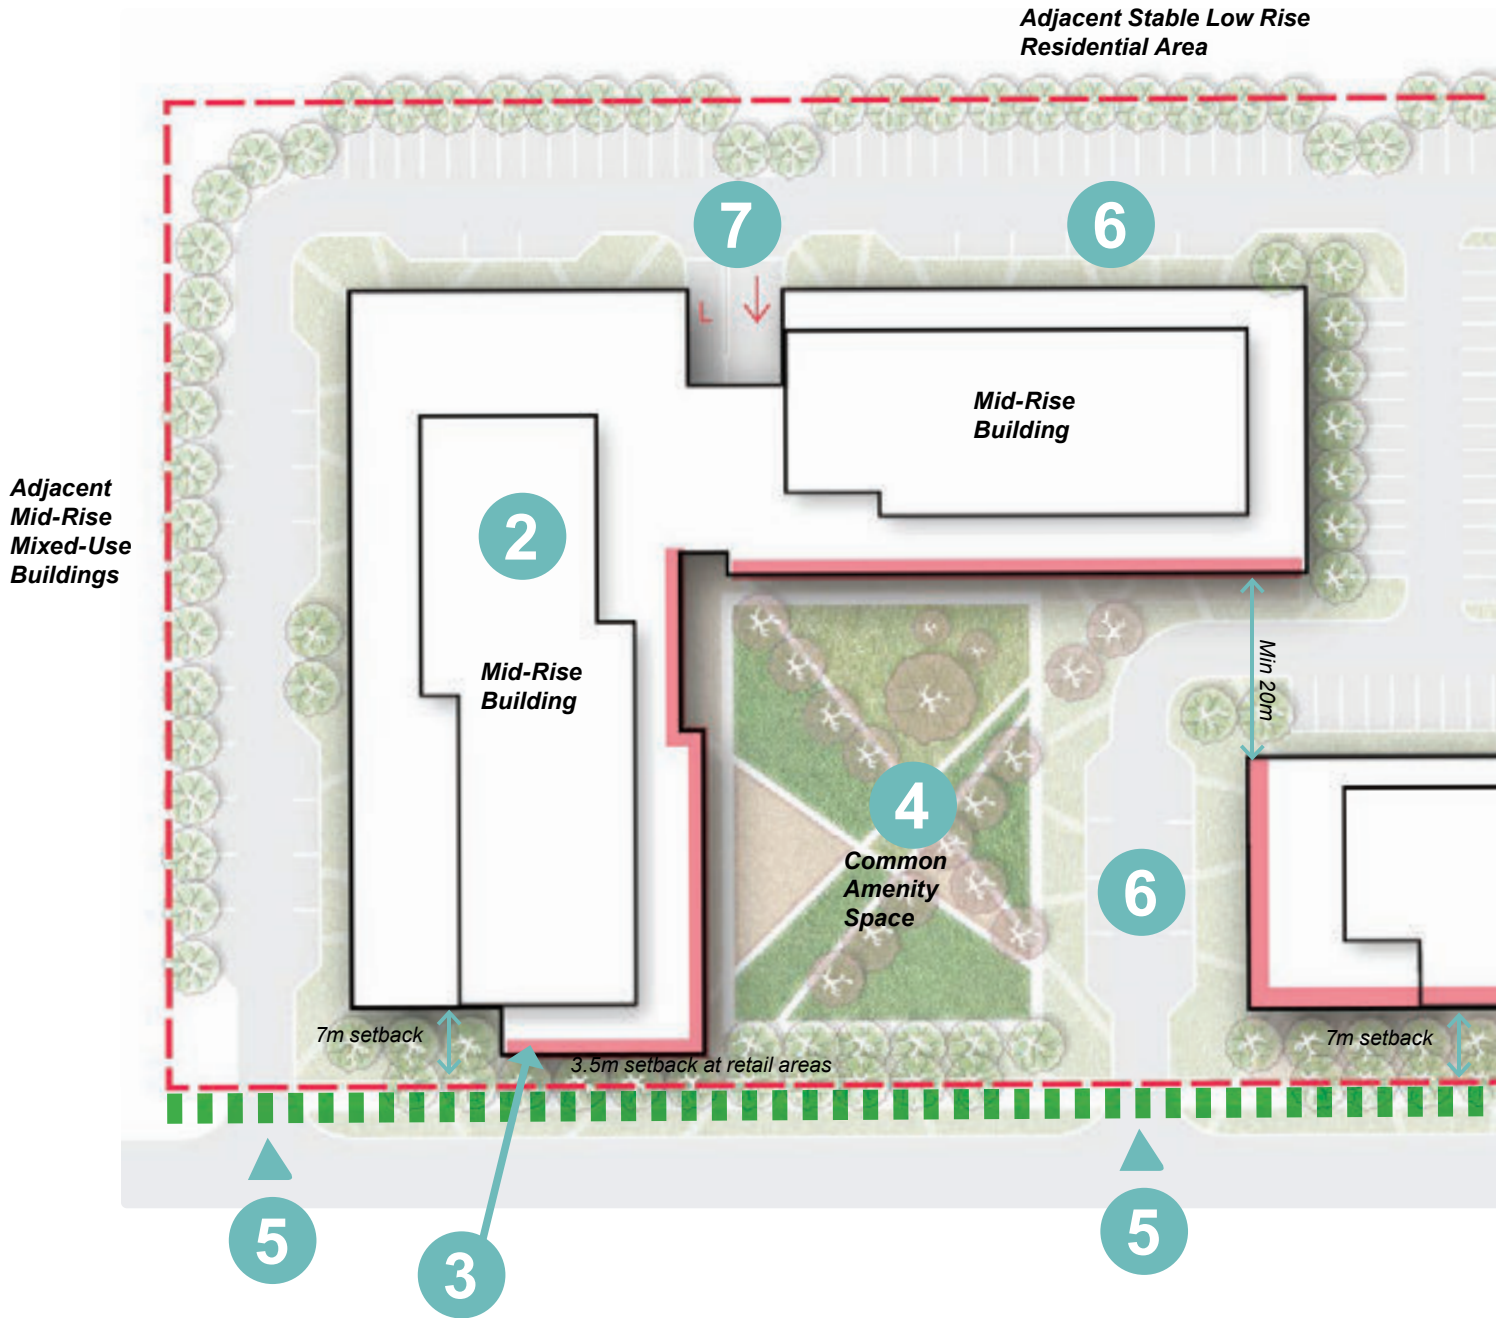 Adjacent Stable Low Rise
Residential Area
7
6
L
Mid-Rise
Building
Adjacent
Mid-Rise
Mixed-Use
Buildings
2
Mid-Rise
Building
Min 20m
4
Common
Amenity
Space
6
7m setback
3.5m setback at retail areas
7m setback
5
3
5